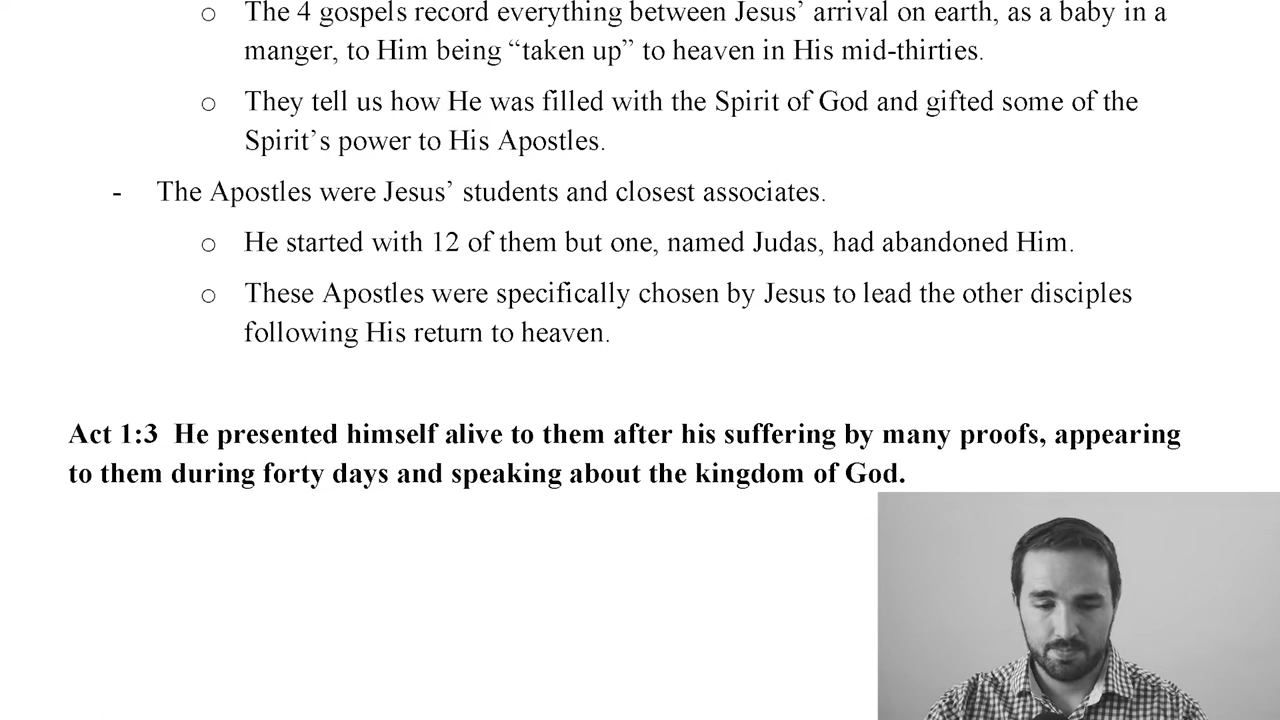 ○ The 4 gospels record everything between Jesus’ arrival on earth, as a baby in a
manger, to Him being “taken up” to heaven in His mid-thirties.
○ They tell us how He was filled with the Spirit of God and gifted some of the
Spirit’s power to His Apostles.
- The Apostles were Jesus’ students and closest associates.
○ He started with 12 of them but one, named Judas, had abandoned Him.
○ These Apostles were specifically chosen by Jesus to lead the other disciples
following His return to heaven.
Act 1:3 He presented himself alive to them after his suffering by many proofs, appearing
to them during forty days and speaking about the kingdom of God.